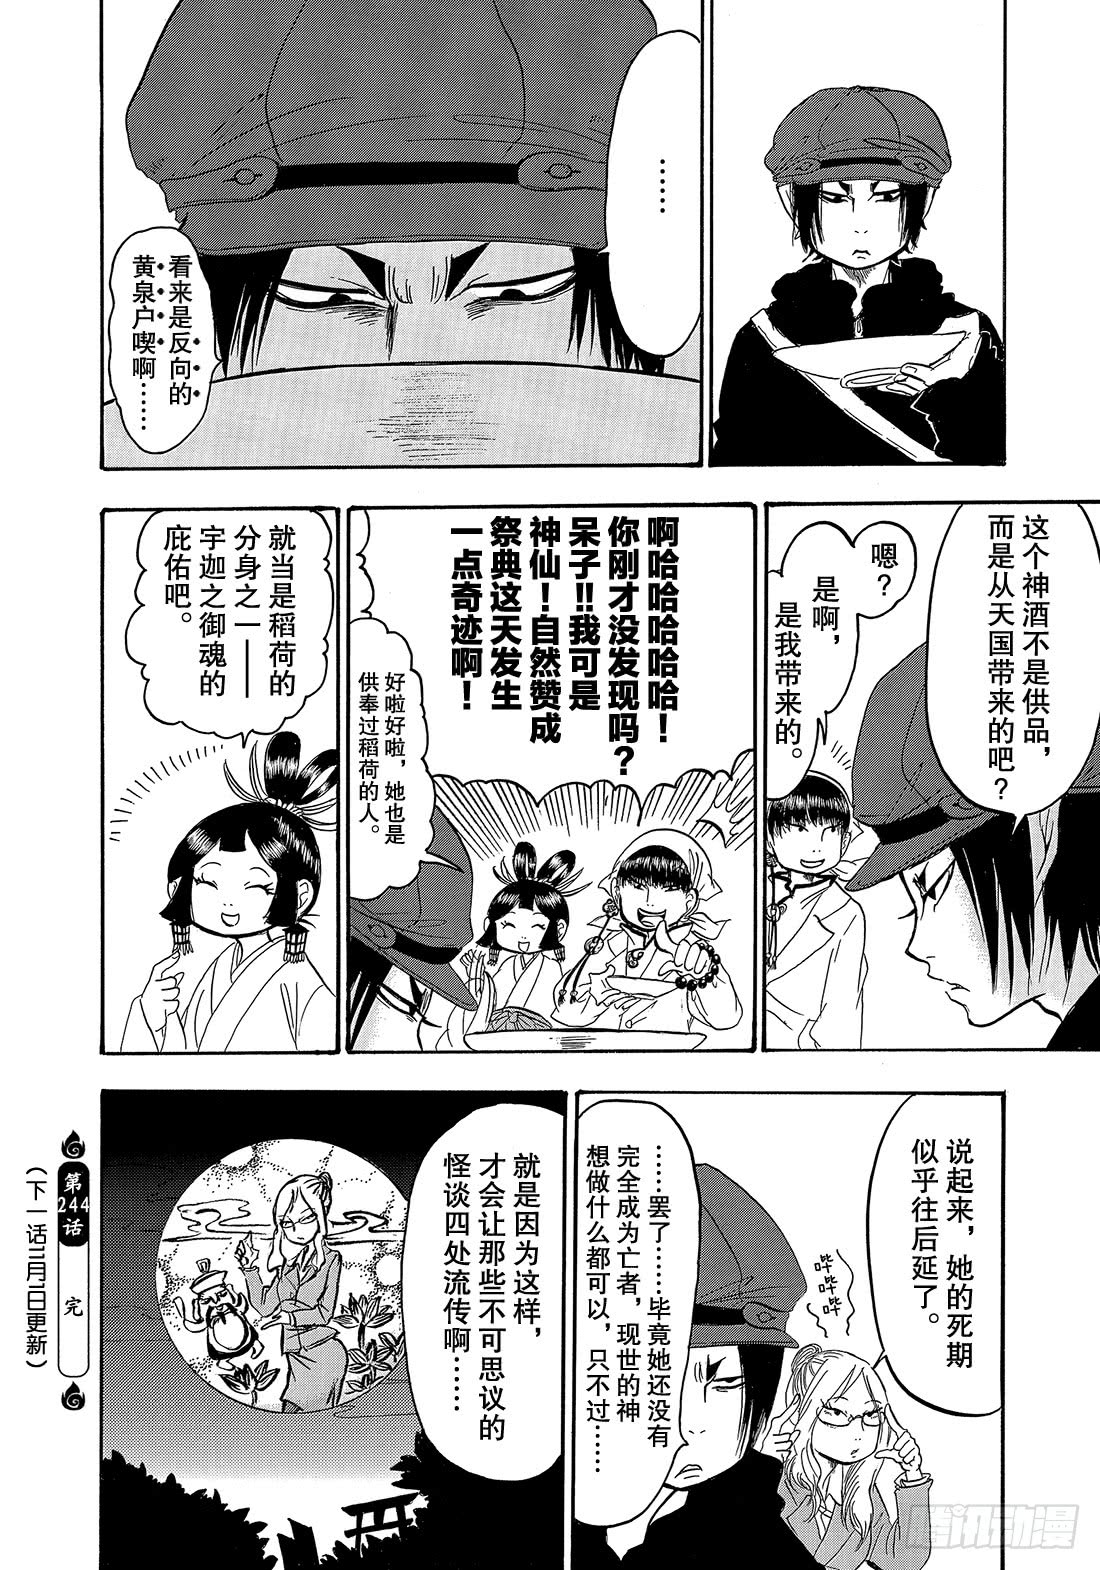 ……
看来是反向的
黄泉户喫啊……
这个神酒不是供品，
而是从天国带来的吧？
嗯？
是啊，
是我带来的。
啊哈哈哈哈哈！
你刚才没发现吗？
呆子!!我可是
神仙！自然赞成
祭典这天发生
一点奇迹啊！
好啦好啦，她也是
供奉过稻荷的人。
就当是稻荷的
分身之一——
宇迦之御魂的
庇佑吧。
说起来，她的死期
似乎往后延了。
哔哔哔
……罢了……毕竟她还没有
完全成为亡者，现世的神
想做什么都可以，只不过……
就是因为这样，
才会让那些不可思议的
怪谈四处流传啊……
第244话
完
（下一话三月1日更新）
腾讯动漫